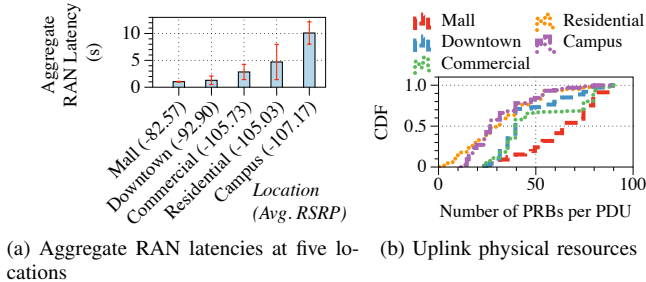 Aggregate
RAN Latency
(s)
10
5
0
Mall (-82.57)
Downtown (-92.90)
Commercial (-105.73)
Residential (-105.03)
Campus (-107.17)
Location
(Avg. RSRP)
(a) Aggregate RAN latencies at five lo-
cations
Mall
Downtown
Commercial
Residential
Campus
CDF
1.0
0.5
0
0
50
100
Number of PRBs per PDU
(b) Uplink physical resources